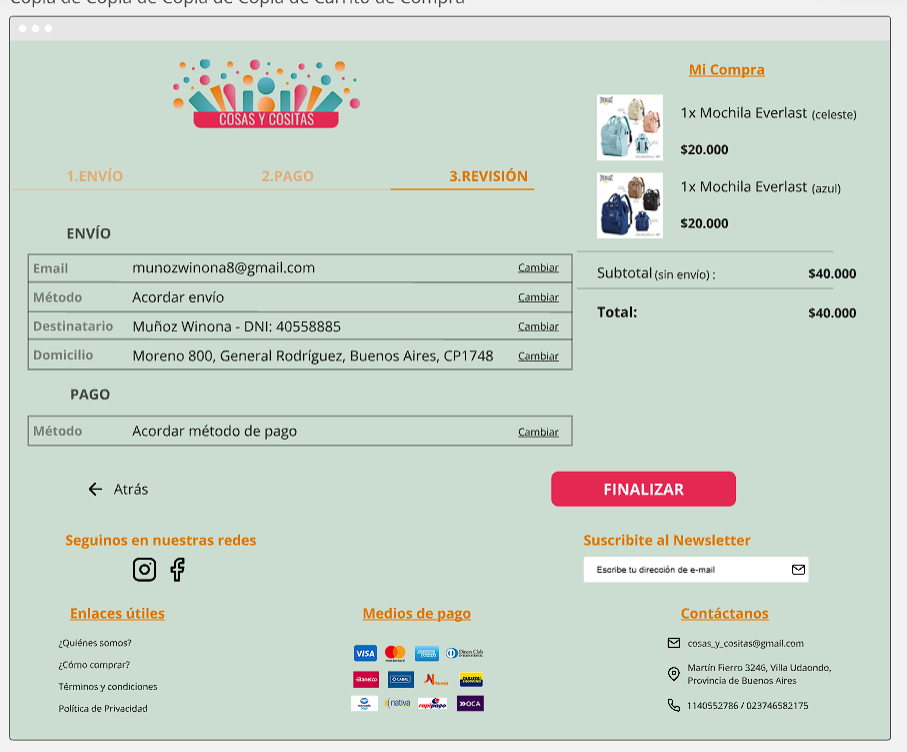 Copia de Copia de Copia de Copia de Carrito de Compra
COSAS Y COSITAS
1.ENVÍO
2.PAGO
3.REVISIÓN
ENVÍO
Email munozwinona8@gmail.com Cambiar
Método Acordar envío Cambiar
Destinatario Muñoz Winona - DNI: 40558885 Cambiar
Domicilio Moreno 800, General Rodríguez, Buenos Aires, CP1748 Cambiar
PAGO
Método Acordar método de pago Cambiar
Mi Compra
1x Mochila Everlast (celeste)
$20.000
1x Mochila Everlast (azul)
$20.000
Subtotal (sin envío) : $40.000
Total: $40.000
Atrás
FINALIZAR
Seguinos en nuestras redes
Suscribite al Newsletter
Escribe tu dirección de e-mail
Enlaces útiles
¿Quiénes somos?
¿Cómo comprar?
Términos y condiciones
Política de Privacidad
Medios de pago
VISA
Diners Club
CABAL
Naranja
nativa
rapipago
OCA
Contáctanos
cosas_y_cositas@gmail.com
Martín Fierro 3246, Villa Udaondo,
Provincia de Buenos Aires
1140552786 / 023746582175